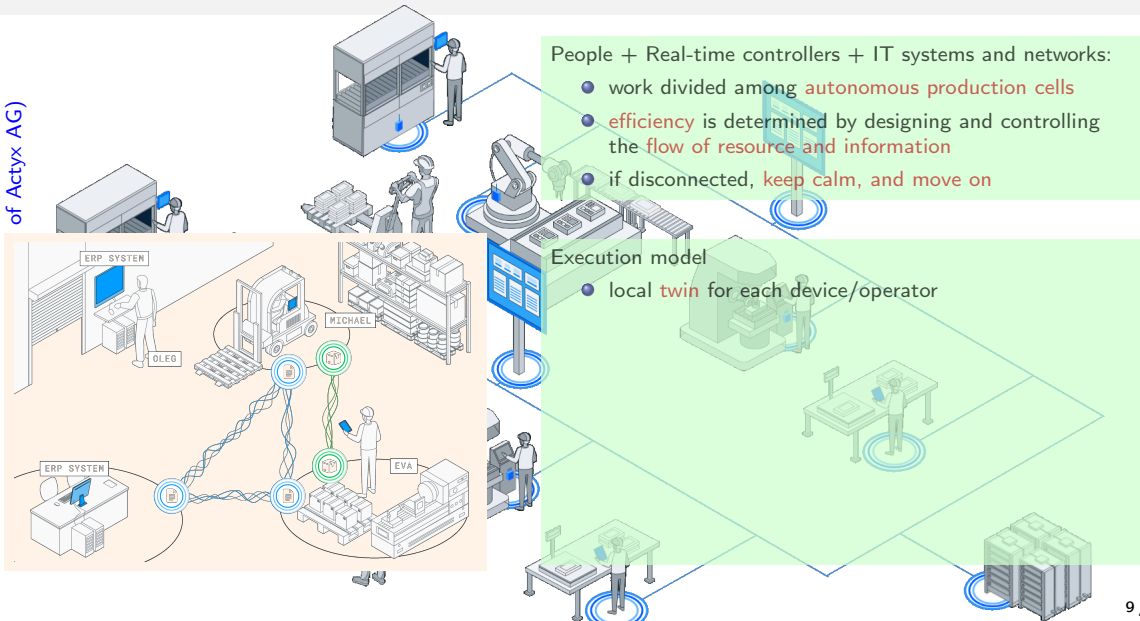 of Actyx AG)
People + Real-time controllers + IT systems and networks:
work divided among autonomous production cells
efficiency is determined by designing and controlling
the flow of resource and information
if disconnected, keep calm, and move on
Execution model
local twin for each device/operator
ERP SYSTEM
OLEG
MICHAEL
ERP SYSTEM
EVA
9/